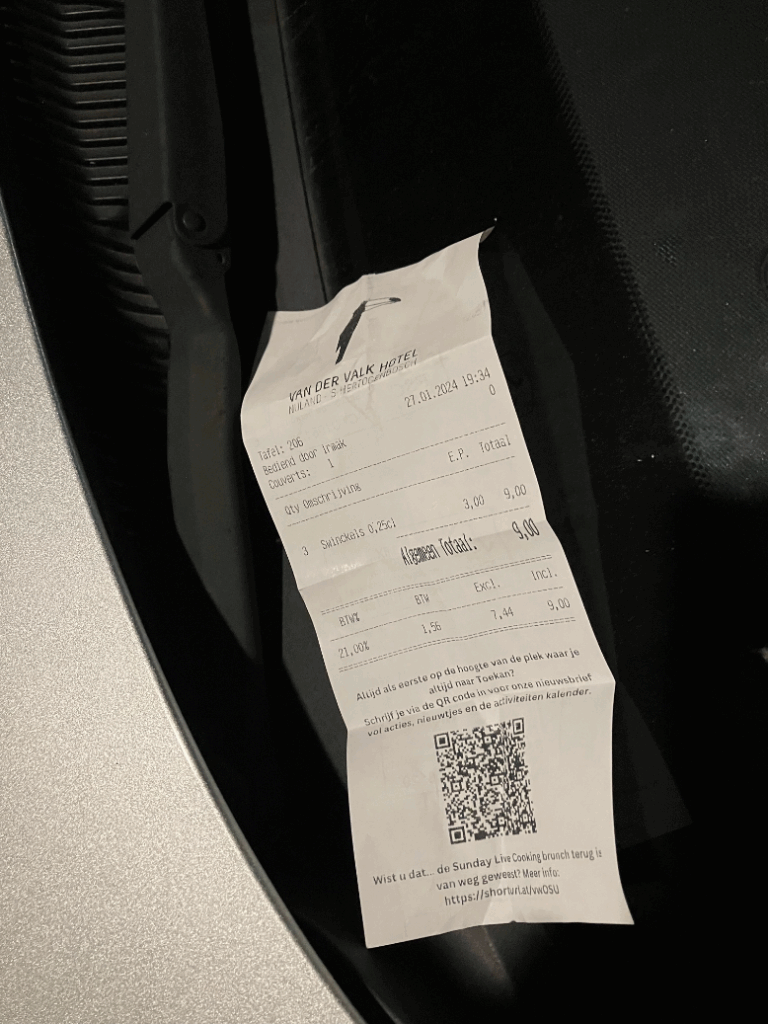 VAN DER VALK HOTEL
NULAND - S HERTOGENBOSCH
27.01.2024 19:34
Tafel: 206 0
Bediend door Iraak
Couverts: 1
Qty Omschrijving E.P. Totaal
3 Swinckels 0,25cl 3,00 9,00
Algemeen Totaal: 9,00
BTW% BTW Excl. Incl.
21,00% 1,56 7,44 9,00
Altijd als eerste op de hoogte van de plek waar je
altijd naar Toekan?
Schrijf je via de QR code in voor onze nieuwsbrief
vol acties, nieuwtjes en de activiteiten kalender.
Wist u dat... de Sunday Live Cooking brunch terug is
van weg geweest? Meer info:
https://shorturl.at/vwOSU